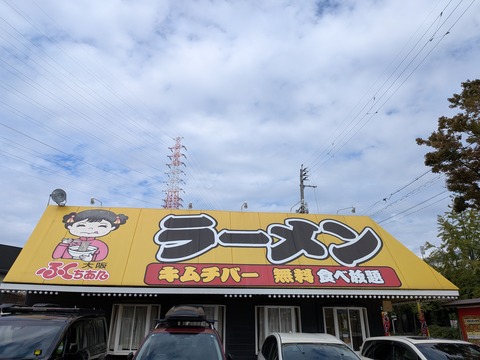 ラーメン
大阪
ふくちあん
キムチバー 無料 食べ放題